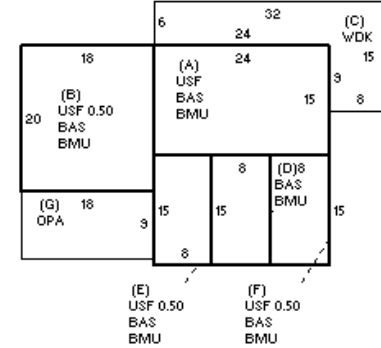 32
6
(C)
WDK
24
18
24
(A)
USF
BAS
BMU
15
9
15
8
(B)
USF 0.50
BAS
BMU
20
8
(D)8
BAS
BMU
(G)
OPA
18
9
15
15
15
8
(E)
USF 0.50
BAS
BMU
(F)
USF 0.50
BAS
BMU